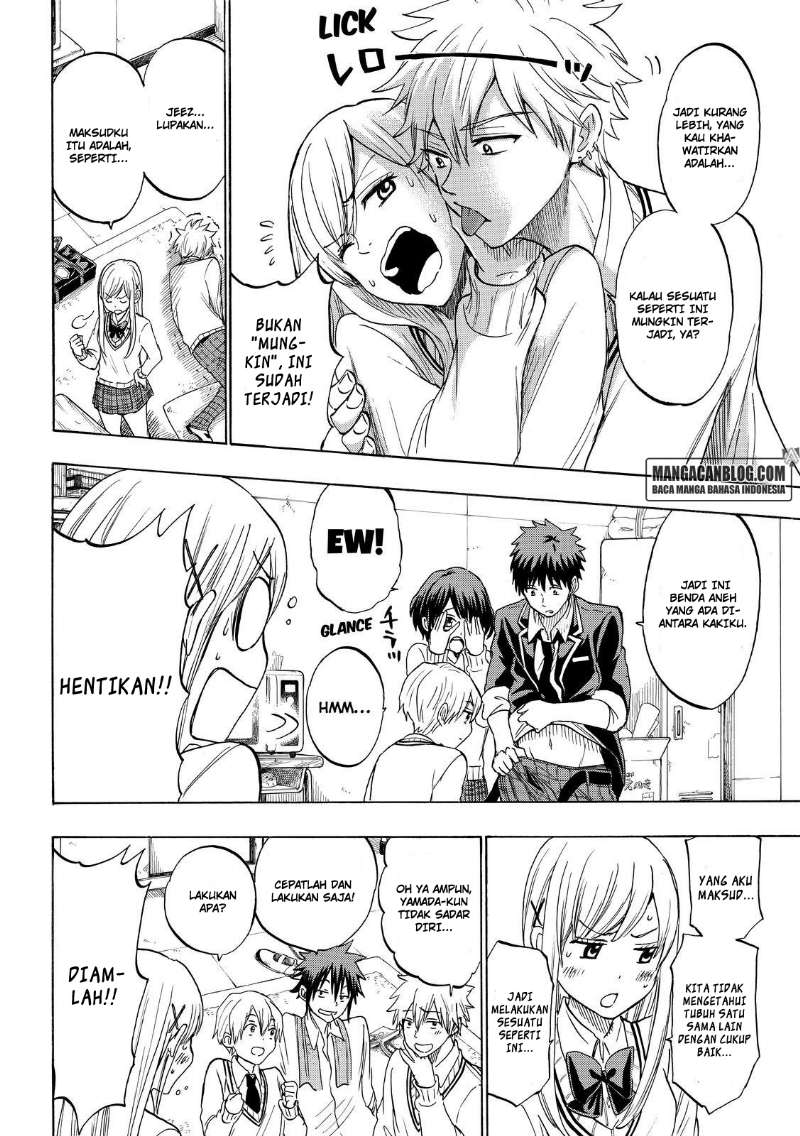 LICK
レロ
ーッ
JADI KURANG
LEBIH, YANG
KAU KHA-
WATIRKAN
ADALAH...
KALAU SESUATU
SEPERTI INI
MUNGKIN TER-
JADI, YA?
BUKAN
"MUNG-
KIN", INI
SUDAH
TERJADI!
JEEZ...
LUPAKAN...
MAKSUDKU
ITU ADALAH,
SEPERTI...
MANGACANBLOG.COM
BACA MANGA BAHASA INDONESIA
JADI INI
BENDA ANEH
YANG ADA DI-
ANTARA KAKIKU.
EW!
GLANCE
チラッ
HMM...
HENTIKAN!!
YANG AKU
MAKSUD...
KITA TIDAK
MENGETAHUI
TUBUH SATU
SAMA LAIN
DENGAN CUKUP
BAIK...
JADI
MELAKUKAN
SESUATU
SEPERTI
INI...
OH YA AMPUN,
YAMADA-KUN
TIDAK SADAR
DIRI...
CEPATLAH DAN
LAKUKAN SAJA!
LAKUKAN
APA?
DIAM-
LAH!!